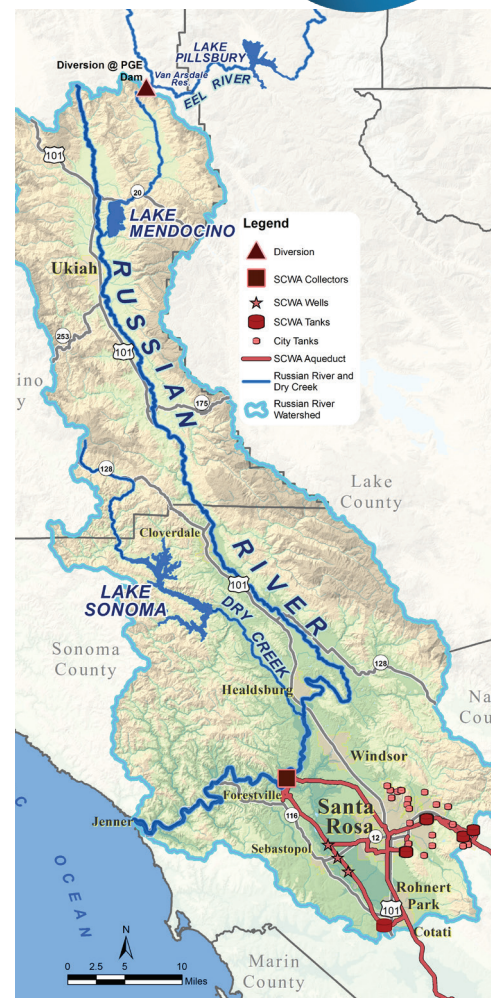 LAKE
PILLSBURY
Diversion @ PGE
Dam
Van Arsdale
Res.
EEL RIVER
101
20
LAKE
MENDOCINO
Ukiah
Legend
Diversion
SCWA Collectors
SCWA Wells
SCWA Tanks
City Tanks
SCWA Aqueduct
Russian River and
Dry Creek
Russian River
Watershed
RUSSIAN
253
101
ino
y
175
128
Lake
County
Cloverdale
RIVER
101
LAKE
SONOMA
DRY CREEK
Sonoma
County
128
Healdsburg
Na
Cou
Windsor
Forestville
Santa
Rosa
Jenner
116
12
Sebastopol
Rohnert
Park
101
Cotati
C
OCEAN
N
Marin
County
0 2.5 5 10
Miles